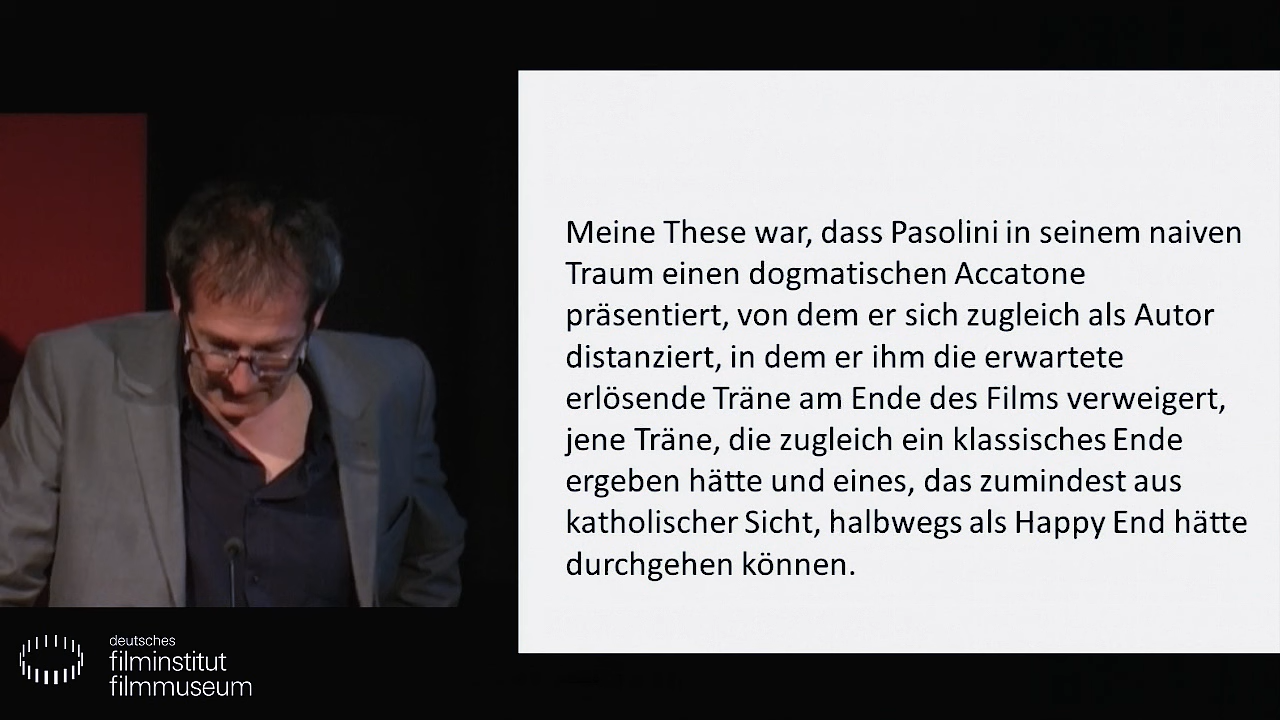 Meine These war, dass Pasolini in seinem naiven
Traum einen dogmatischen Accatone
präsentiert, von dem er sich zugleich als Autor
distanziert, in dem er ihm die erwartete
erlösende Träne am Ende des Films verweigert,
jene Träne, die zugleich ein klassisches Ende
ergeben hätte und eines, das zumindest aus
katholischer Sicht, halbwegs als Happy End hätte
durchgehen können.
deutsches
filminstitut
filmmuseum